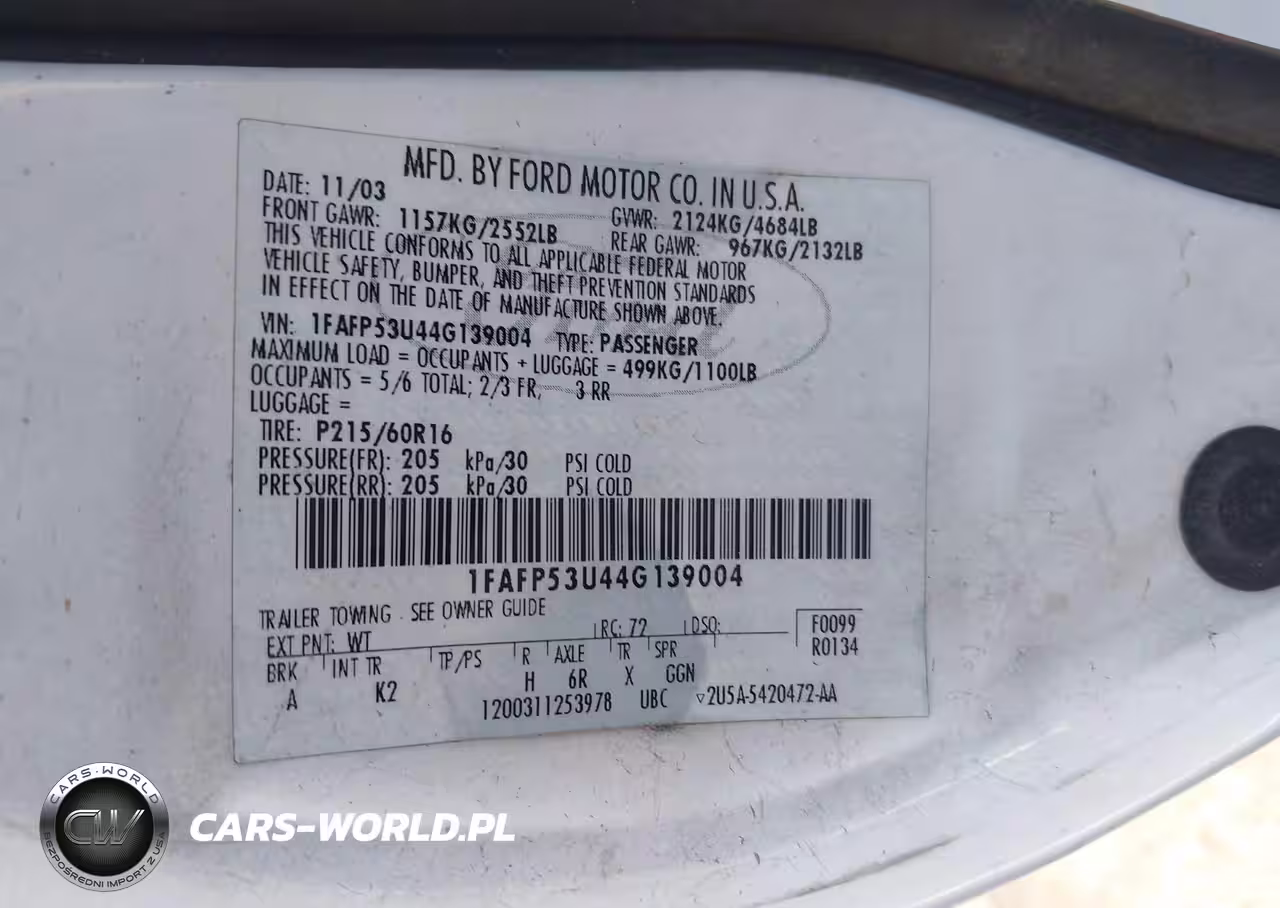 MFD. BY FORD MOTOR CO. IN U.S.A.
DATE: 11/03 GVWR: 2124KG/4684LB
FRONT GAWR: 1157KG/2552LB REAR GAWR: 967KG/2132LB
THIS VEHICLE CONFORMS TO ALL APPLICABLE FEDERAL MOTOR
VEHICLE SAFETY, BUMPER, AND THEFT PREVENTION STANDARDS
IN EFFECT ON THE DATE OF MANUFACTURE SHOWN ABOVE.
VIN: 1FAFP53U44G139004 TYPE: PASSENGER
MAXIMUM LOAD = OCCUPANTS + LUGGAGE = 499KG/1100LB
OCCUPANTS = 5/6 TOTAL; 2/3 FR, 3 RR
LUGGAGE =
TIRE: P215/60R16
PRESSURE(FR): 205 kPa/30 PSI COLD
PRESSURE(RR): 205 kPa/30 PSI COLD
1FAFP53U44G139004
TRAILER TOWING - SEE OWNER GUIDE
EXT PNT: WT RC: 72 DSO: F0099
R0134
BRK INT TR TP/PS R AXLE TR SPR
A K2 H 6R X GGN
1200311253978 UBC ▽2U5A-5420472-AA
CARS-WORLD
CW
BEZPOŚREDNI IMPORT Z USA
CARS-WORLD.PL